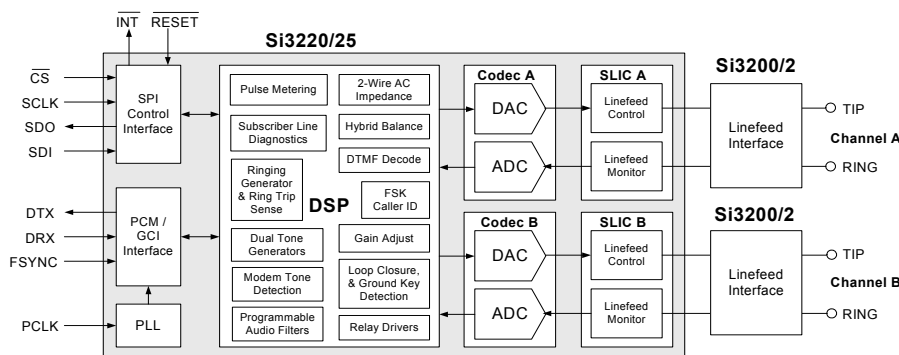 INT
RESET
Si3220/25
CS
SCLK
SDO
SDI
SPI
Control
Interface
DTX
DRX
FSYNC
PCM /
GCI
Interface
PCLK
PLL
DSP
Pulse Metering
Subscriber Line
Diagnostics
Ringing
Generator
& Ring Trip
Sense
Dual Tone
Generators
Modem Tone
Detection
Programmable
Audio Filters
2-Wire AC
Impedance
Hybrid Balance
DTMF Decode
FSK
Caller ID
Gain Adjust
Loop Closure,
& Ground Key
Detection
Relay Drivers
Codec A
DAC
ADC
SLIC A
Linefeed
Control
Linefeed
Monitor
Si3200/2
Linefeed
Interface
TIP
Channel A
RING
Codec B
DAC
ADC
SLIC B
Linefeed
Control
Linefeed
Monitor
Si3200/2
Linefeed
Interface
TIP
Channel B
RING